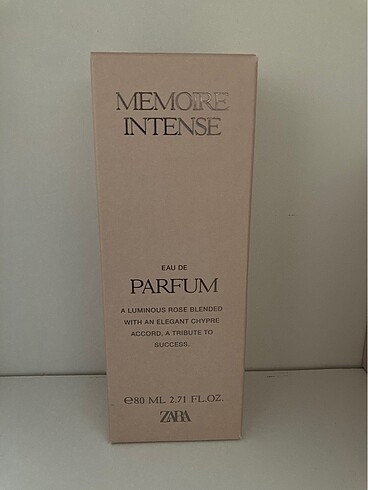 MEMOIRE
INTENSE
EAU DE
PARFUM
A LUMINOUS ROSE BLENDED
WITH AN ELEGANT CHYPRE
ACCORD. A TRIBUTE TO
SUCCESS.
℮80 ML 2.71 FL.OZ.
ZARA